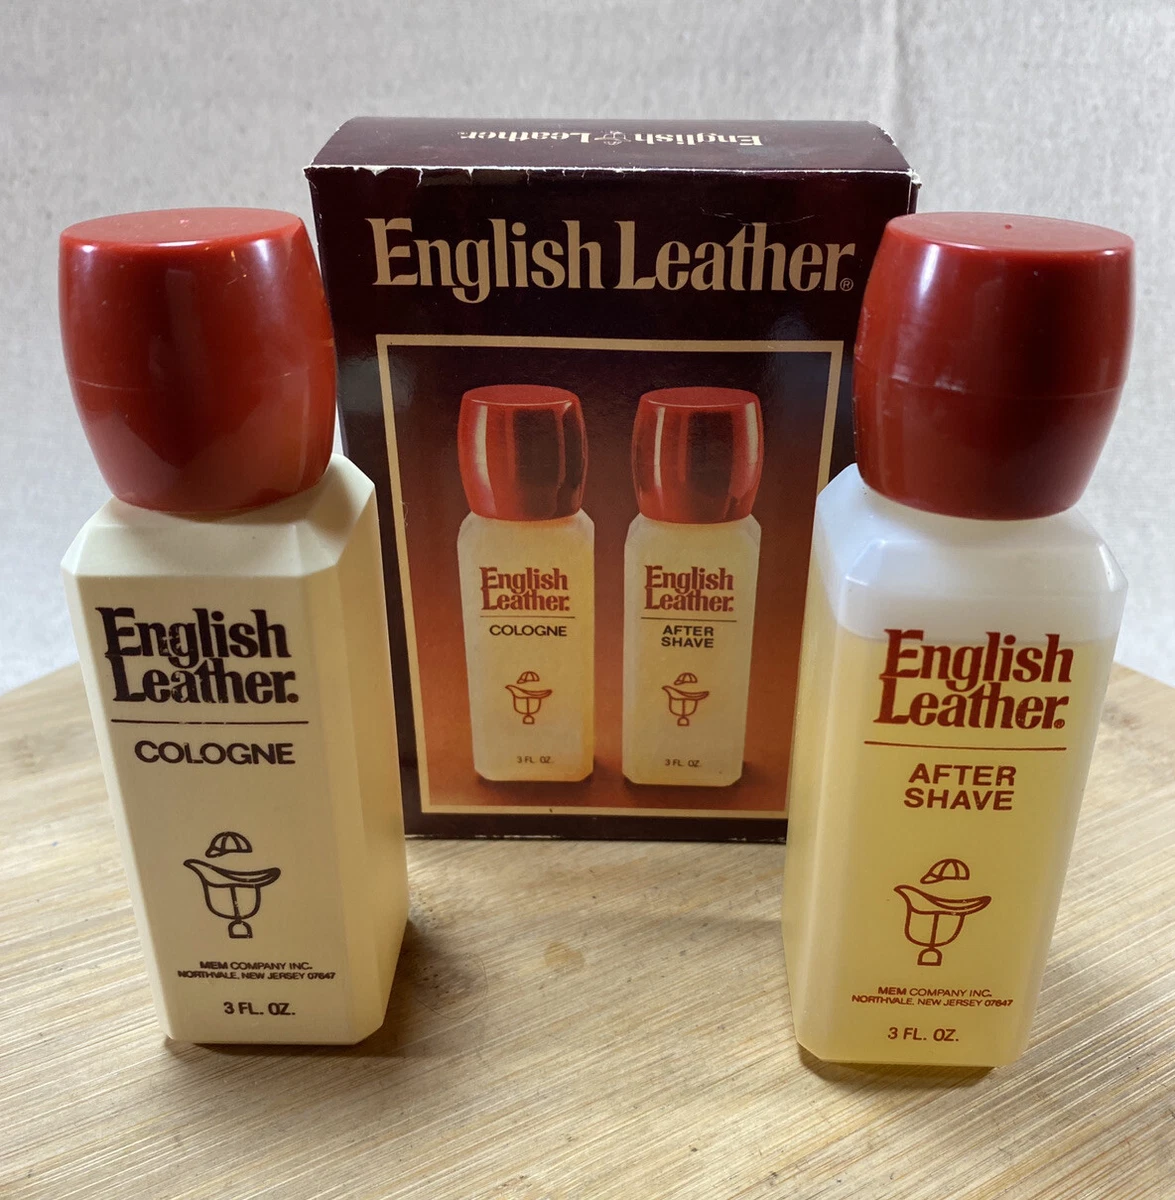 English Leather.
English Leather®
English
Leather.
COLOGNE
3 FL. OZ.
English
Leather.
AFTER
SHAVE
3 FL. OZ.
English
Leather.
COLOGNE
MEM COMPANY INC.
NORTHVALE, NEW JERSEY 07647
3 FL. OZ.
English
Leather®
AFTER
SHAVE
MEM COMPANY INC.
NORTHVALE, NEW JERSEY 07647
3 FL. OZ.